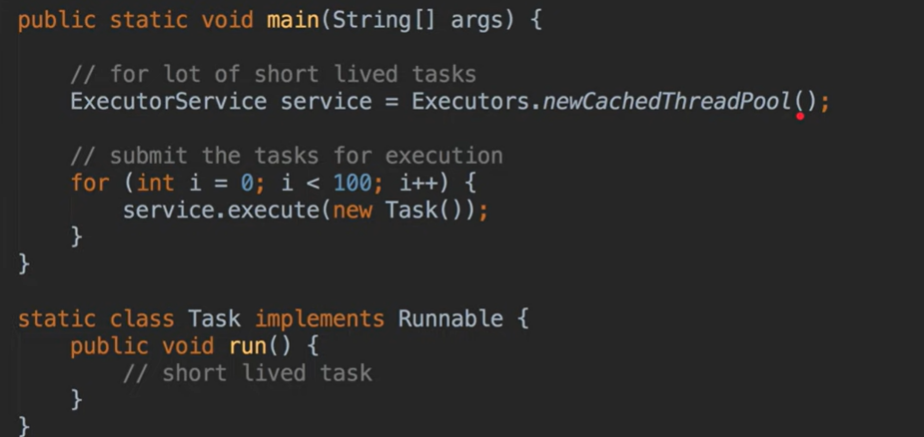 public static void main(String[] args) {
// for lot of short lived tasks
ExecutorService service = Executors.newCachedThreadPool();
// submit the tasks for execution
for (int i = 0; i < 100; i++) {
service.execute(new Task());
}
}
static class Task implements Runnable {
public void run() {
// short lived task
}
}